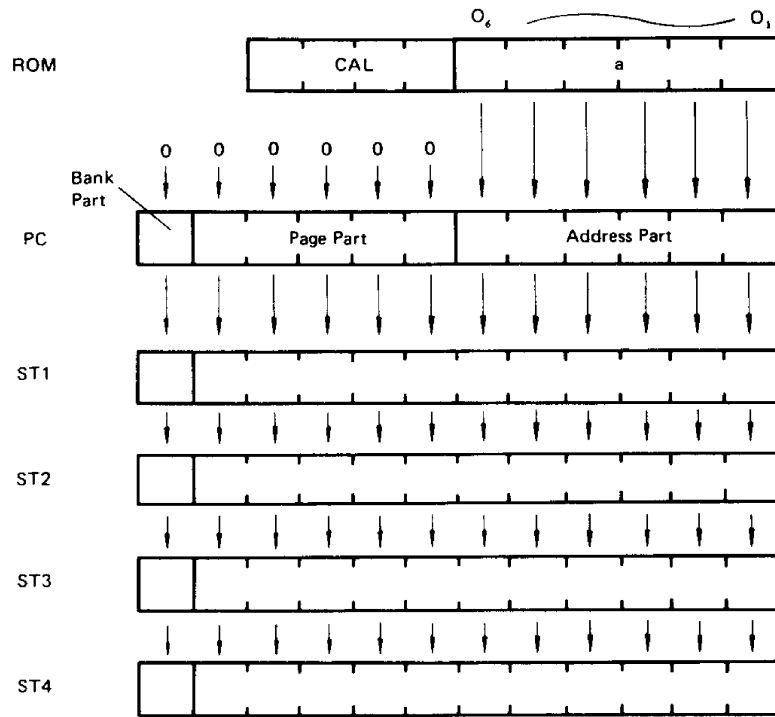 O₆ O₁
ROM CAL a
0 0 0 0 0 0
Bank
Part
PC Page Part Address Part
ST1
ST2
ST3
ST4